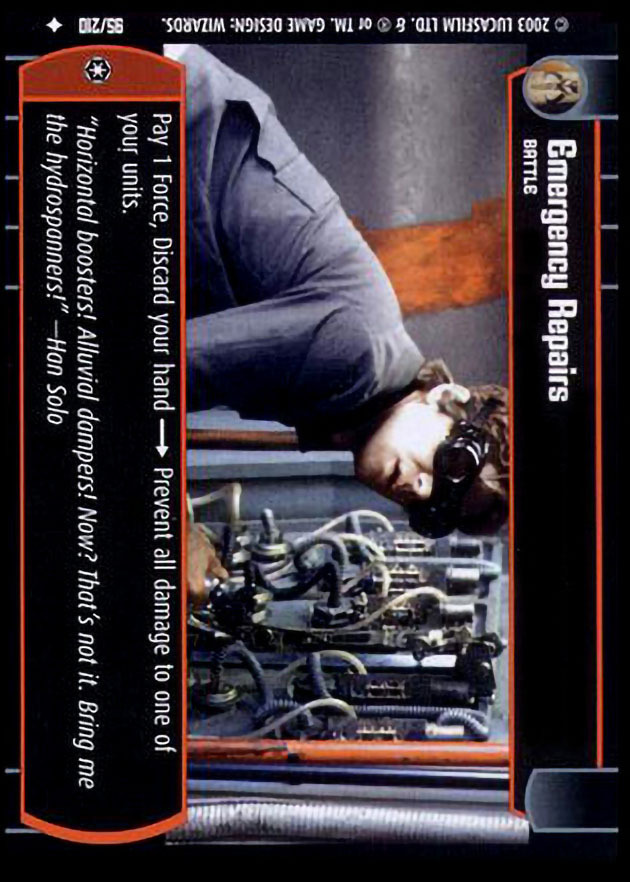 Emergency Repairs
BATTLE
Pay 1 Force, Discard your hand → Prevent all damage to one of
your units.
"Horizontal boosters! Alluvial dampers! Now? That's not it. Bring me
the hydrospanners!" —Han Solo
© 2003 LUCASFILM LTD. & ® or TM. GAME DESIGN: WIZARDS.
95/210